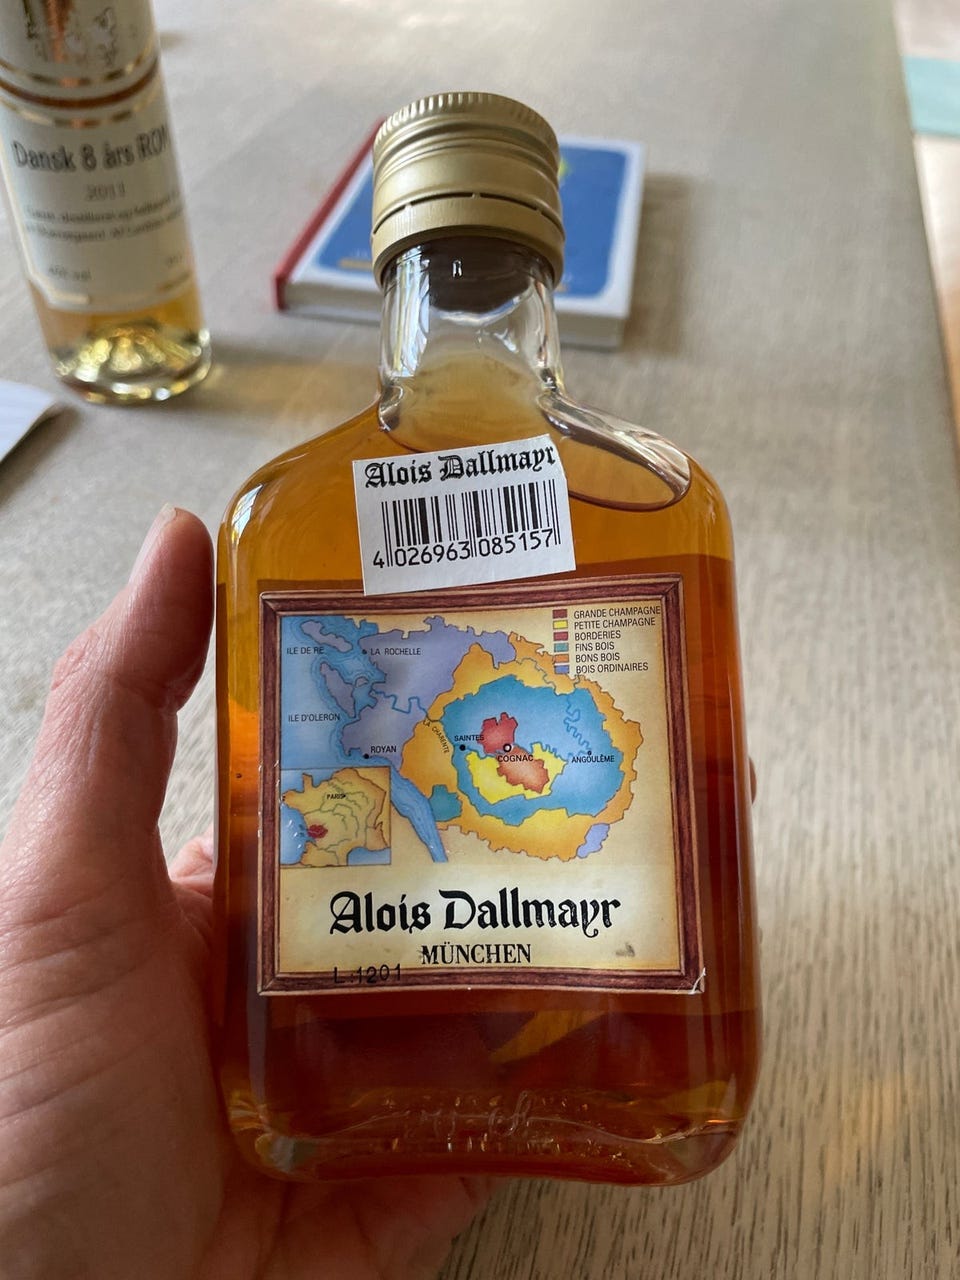 Dansk 8 års ROM
2011
Alois Dallmayr
4 026963 085157
GRANDE CHAMPAGNE
PETITE CHAMPAGNE
BORDERIES
FINS BOIS
BONS BOIS
BOIS ORDINAIRES
ILE DE RE
LA ROCHELLE
ILE D'OLERON
LA CHARENTE
SAINTES
ROYAN
COGNAC
ANGOULÊME
PARIS
Alois Dallmayr
MÜNCHEN
L.1201